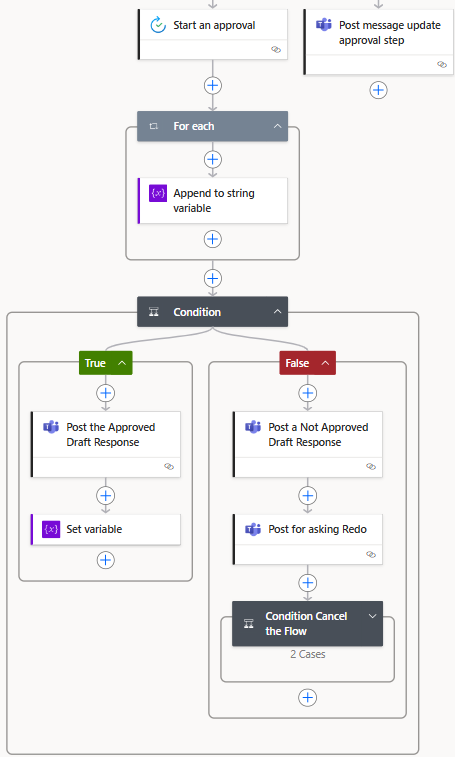 Start an approval
Post message update
approval step
For each
{x}
Append to string
variable
Condition
True
False
Post the Approved
Draft Response
Post a Not Approved
Draft Response
{x}
Set variable
Post for asking Redo
Condition Cancel
the Flow
2 Cases